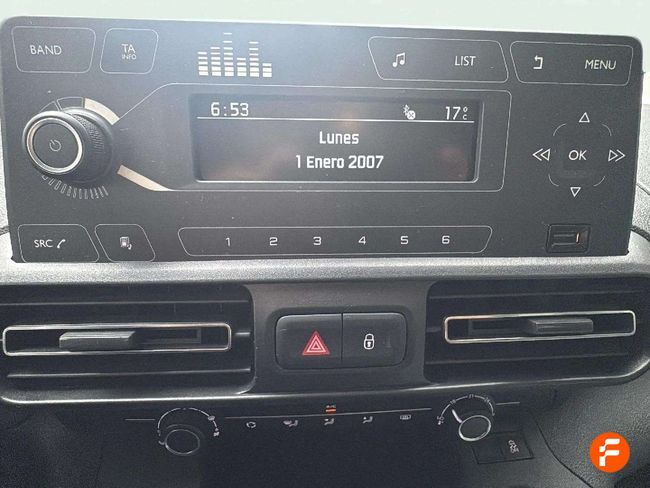 BAND
TA
INFO
LIST
MENU
6:53
17°C
Lunes
1 Enero 2007
OK
SRC
1 2 3 4 5 6
A/C